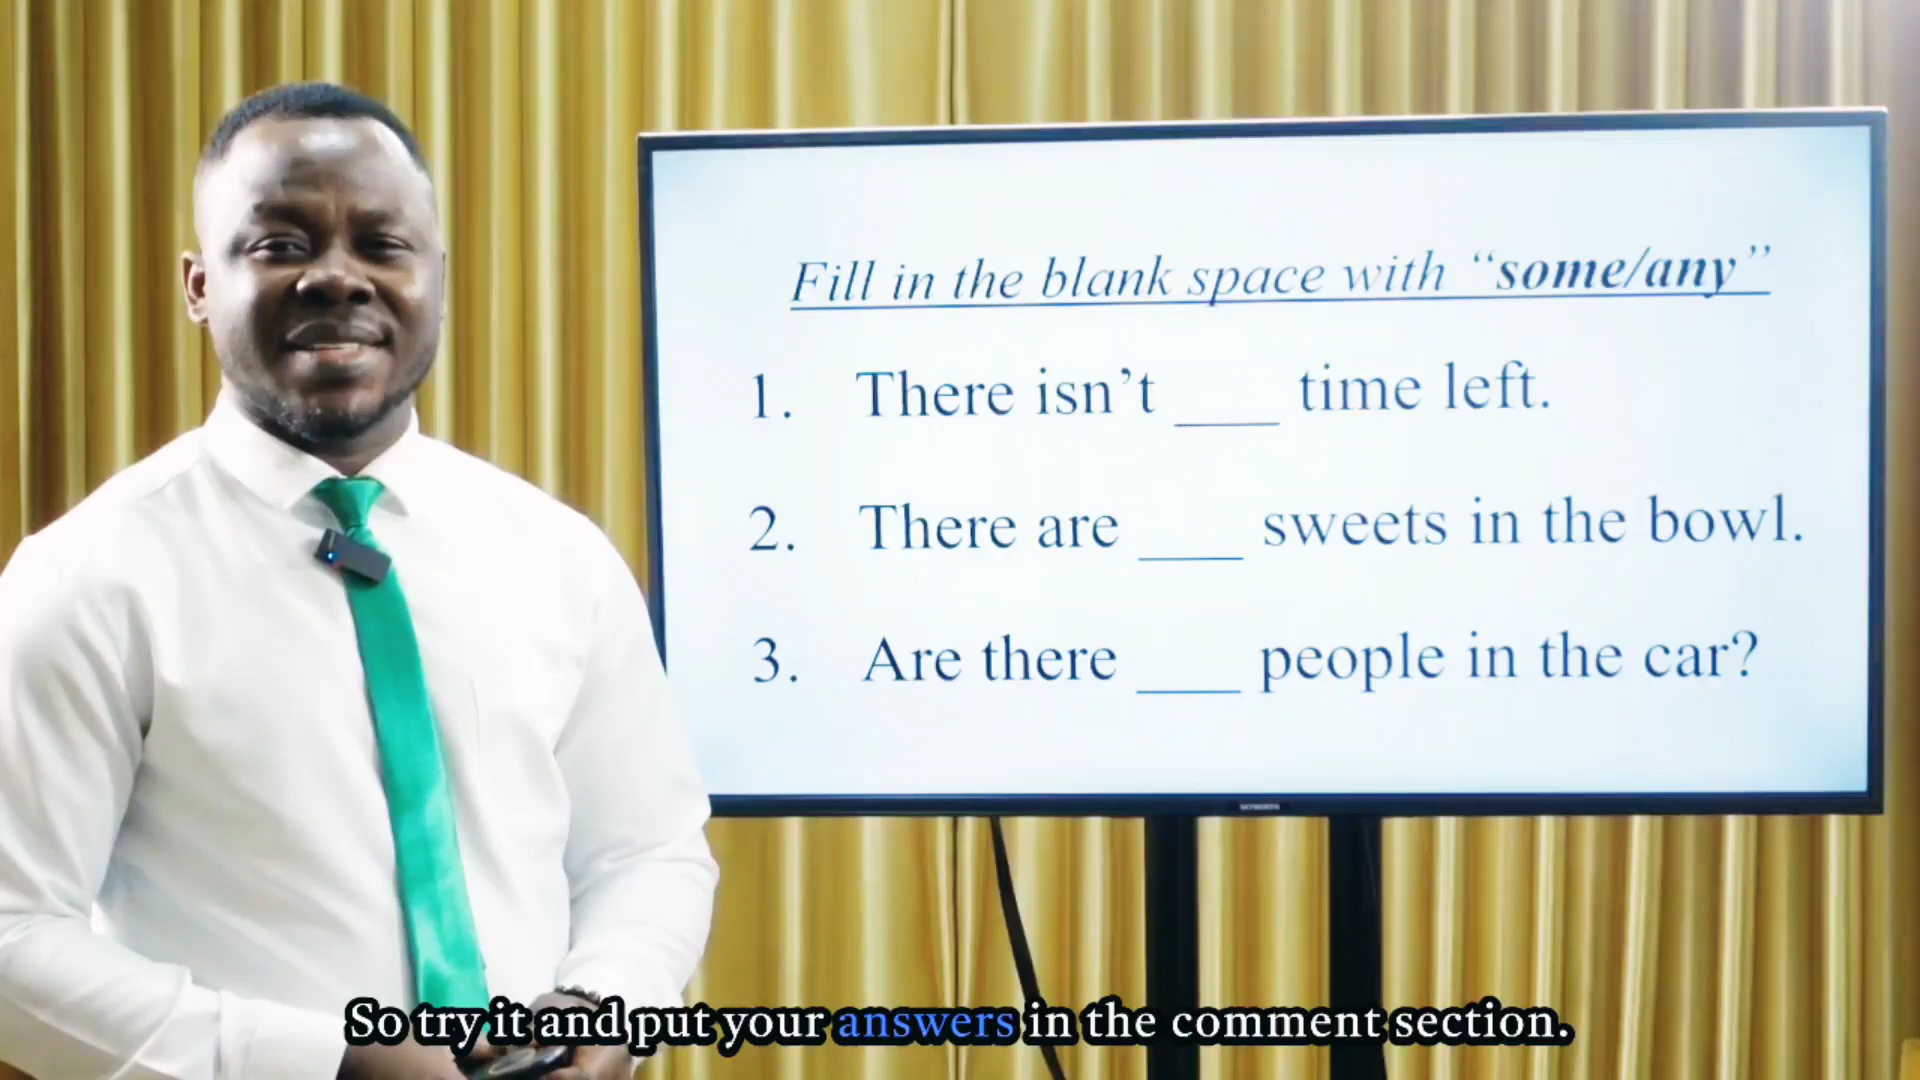 Fill in the blank space with “some/any”
1. There isn’t ___ time left.
2. There are ___ sweets in the bowl.
3. Are there ___ people in the car?
SKYWORTH
So try it and put your answers in the comment section.